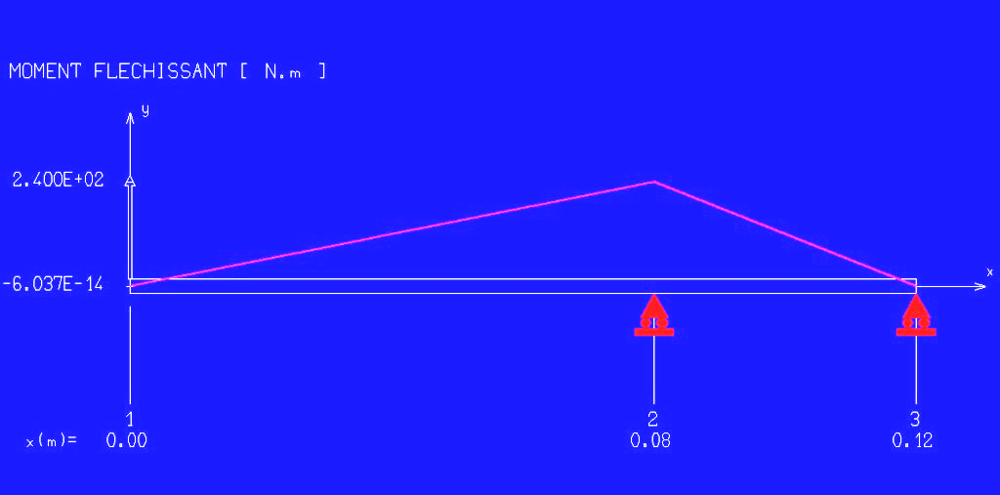 MOMENT FLECHISSANT [ N.m ]
y
2.400E+02
-6.037E-14
x
1 2 3
x(m)= 0.00 0.08 0.12